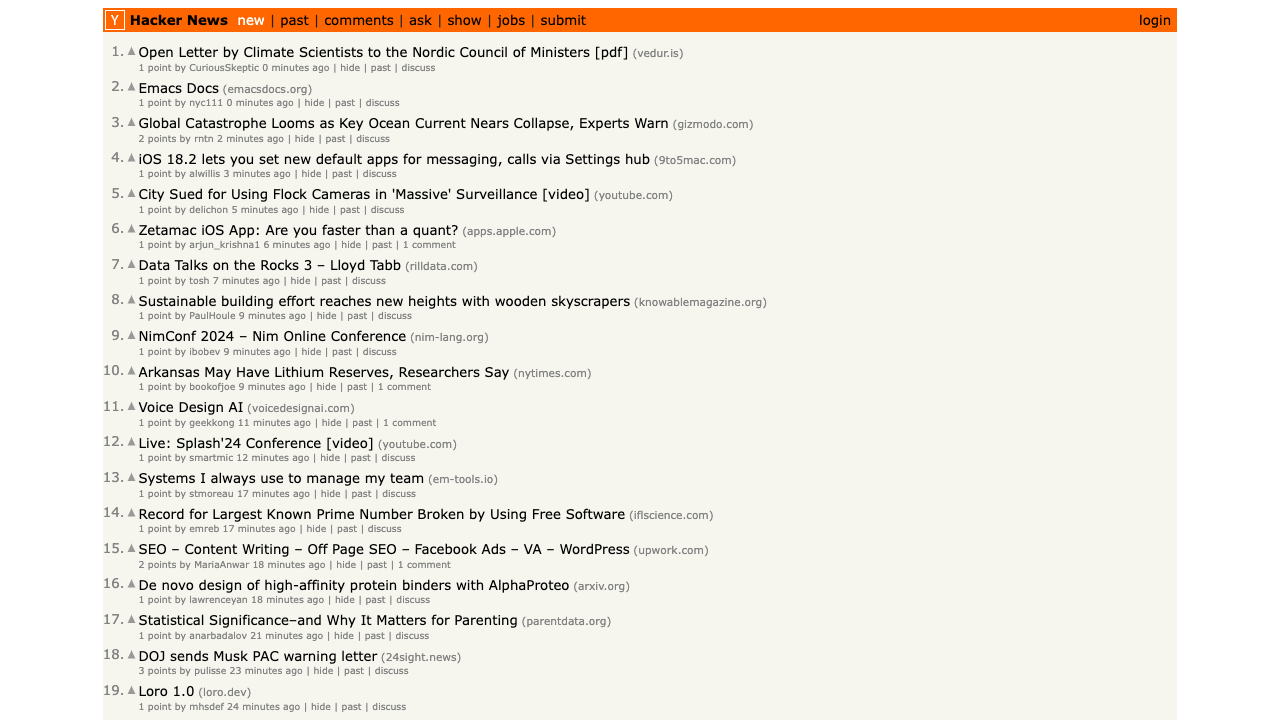 Y Hacker News new | past | comments | ask | show | jobs | submit login
1. Open Letter by Climate Scientists to the Nordic Council of Ministers [pdf] (vedur.is)
1 point by CuriousSkeptic 0 minutes ago | hide | past | discuss
2. Emacs Docs (emacsdocs.org)
1 point by nyc111 0 minutes ago | hide | past | discuss
3. Global Catastrophe Looms as Key Ocean Current Nears Collapse, Experts Warn (gizmodo.com)
2 points by rntn 2 minutes ago | hide | past | discuss
4. iOS 18.2 lets you set new default apps for messaging, calls via Settings hub (9to5mac.com)
1 point by alwillis 3 minutes ago | hide | past | discuss
5. City Sued for Using Flock Cameras in 'Massive' Surveillance [video] (youtube.com)
1 point by delichon 5 minutes ago | hide | past | discuss
6. Zetamac iOS App: Are you faster than a quant? (apps.apple.com)
1 point by arjun_krishna1 6 minutes ago | hide | past | 1 comment
7. Data Talks on the Rocks 3 – Lloyd Tabb (rilldata.com)
1 point by tosh 7 minutes ago | hide | past | discuss
8. Sustainable building effort reaches new heights with wooden skyscrapers (knowablemagazine.org)
1 point by PaulHoule 9 minutes ago | hide | past | discuss
9. NimConf 2024 – Nim Online Conference (nim-lang.org)
1 point by ibobev 9 minutes ago | hide | past | discuss
10. Arkansas May Have Lithium Reserves, Researchers Say (nytimes.com)
1 point by bookofjoe 9 minutes ago | hide | past | 1 comment
11. Voice Design AI (voicedesignai.com)
1 point by geekkong 11 minutes ago | hide | past | 1 comment
12. Live: Splash'24 Conference [video] (youtube.com)
1 point by smartmic 12 minutes ago | hide | past | discuss
13. Systems I always use to manage my team (em-tools.io)
1 point by stmoreau 17 minutes ago | hide | past | discuss
14. Record for Largest Known Prime Number Broken by Using Free Software (iflscience.com)
1 point by emreb 17 minutes ago | hide | past | discuss
15. SEO – Content Writing – Off Page SEO – Facebook Ads – VA – WordPress (upwork.com)
2 points by MariaAnwar 18 minutes ago | hide | past | 1 comment
16. De novo design of high-affinity protein binders with AlphaProteo (arxiv.org)
1 point by lawrenceyan 18 minutes ago | hide | past | discuss
17. Statistical Significance–and Why It Matters for Parenting (parentdata.org)
1 point by anarbadalov 21 minutes ago | hide | past | discuss
18. DOJ sends Musk PAC warning letter (24sight.news)
3 points by pulisse 23 minutes ago | hide | past | discuss
19. Loro 1.0 (loro.dev)
1 point by mhsdef 24 minutes ago | hide | past | discuss